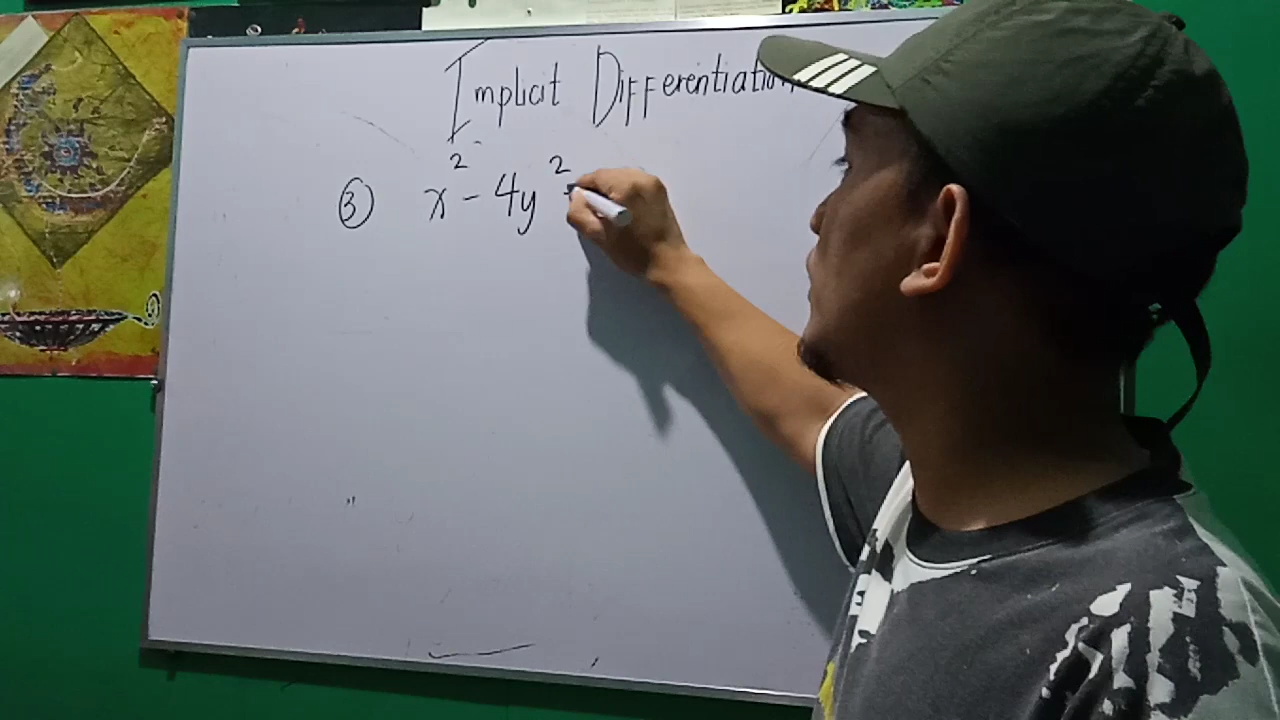 Implicit Differentiation
③ x² - 4y²